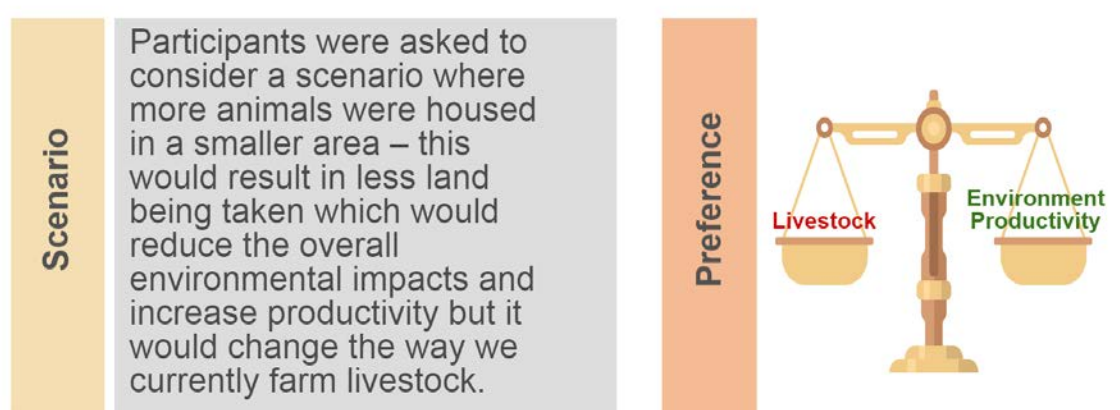 Scenario
Participants were asked to
consider a scenario where
more animals were housed
in a smaller area – this
would result in less land
being taken which would
reduce the overall
environmental impacts and
increase productivity but it
would change the way we
currently farm livestock.
Preference
Livestock
Environment
Productivity